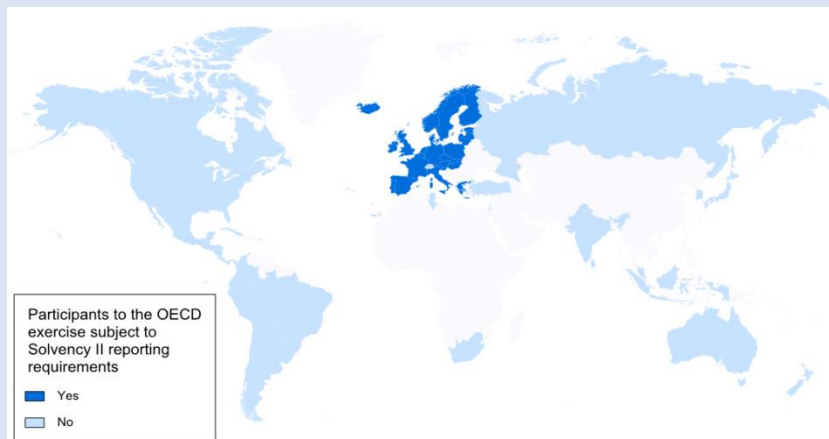 Participants to the OECD
exercise subject to
Solvency II reporting
requirements
Yes
No